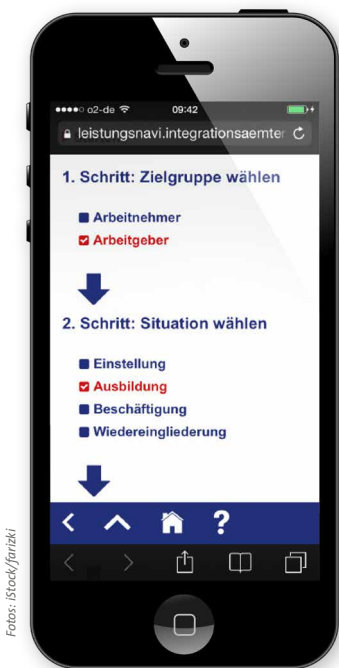 o2-de 09:42
leistungsnavi.integrationsaemter
1. Schritt: Zielgruppe wählen
Arbeitnehmer
Arbeitgeber
2. Schritt: Situation wählen
Einstellung
Ausbildung
Beschäftigung
Wiedereingliederung
?
Fotos: iStock/farizki